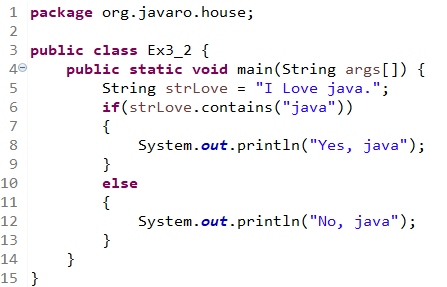 1 package org.javaro.house;
2
3 public class Ex3_2 {
4     public static void main(String args[]) {
5         String strLove = "I Love java.";
6         if(strLove.contains("java"))
7         {
8             System.out.println("Yes, java");
9         }
10         else
11         {
12             System.out.println("No, java");
13         }
14     }
15 }